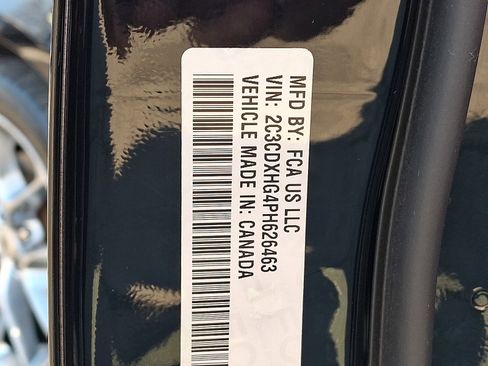 MFD BY: FCA US LLC
VIN: 2C3CDXHG4PH626463
VEHICLE MADE IN: CANADA